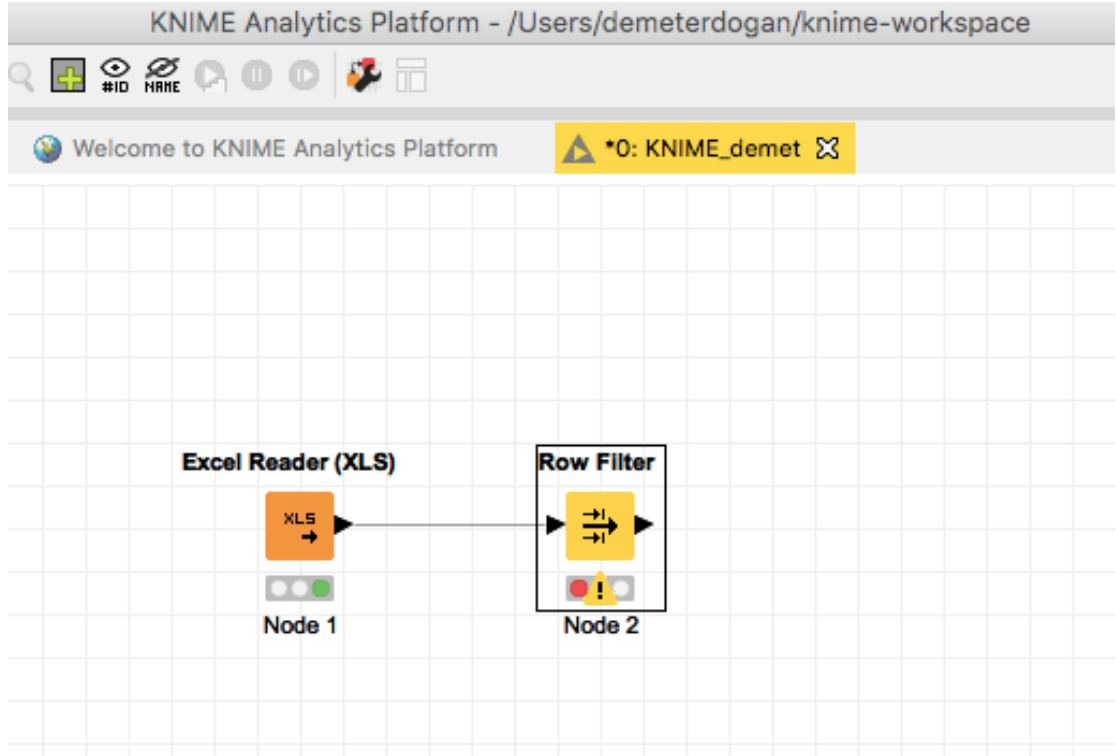 KNIME Analytics Platform - /Users/demeterdogan/knime-workspace
#ID NAME
Welcome to KNIME Analytics Platform
*0: KNIME_demet
Excel Reader (XLS)
Row Filter
XLS
!
Node 1
Node 2